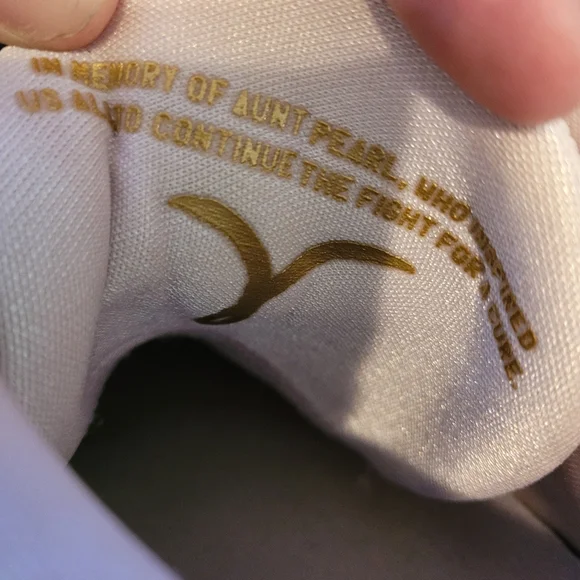 IN MEMORY OF AUNT PEARL, WHO INSPIRED
US ALL TO CONTINUE THE FIGHT FOR A CURE.